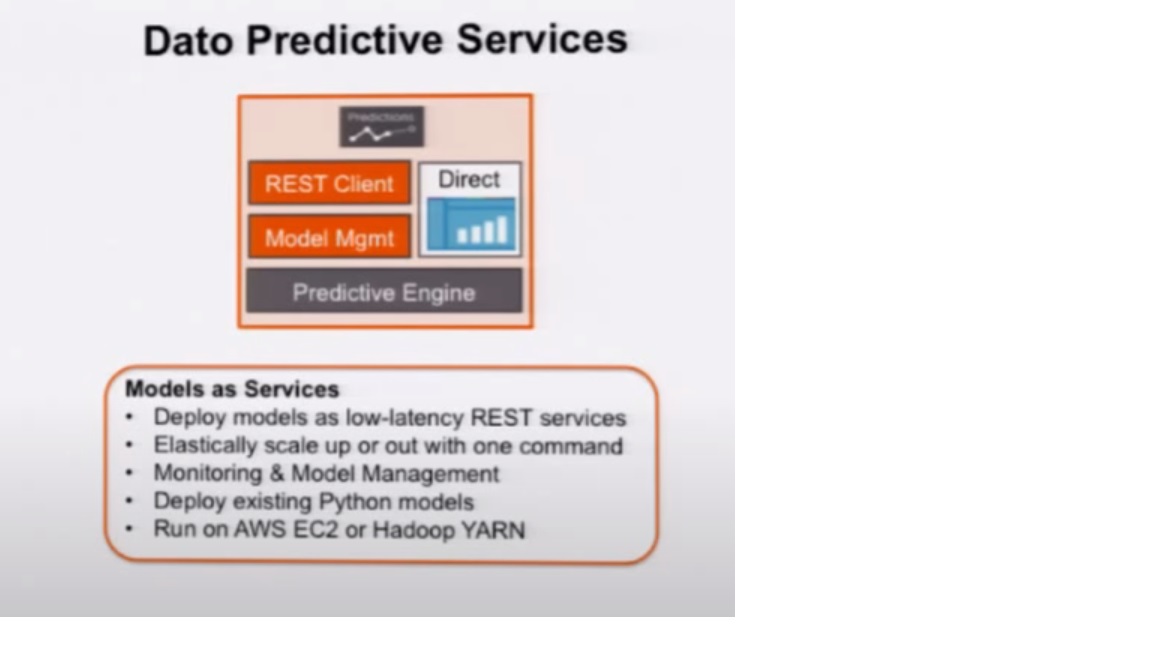 Dato Predictive Services
Predictions
REST Client
Direct
Model Mgmt
Predictive Engine
Models as Services
• Deploy models as low-latency REST services
• Elastically scale up or out with one command
• Monitoring & Model Management
• Deploy existing Python models
• Run on AWS EC2 or Hadoop YARN